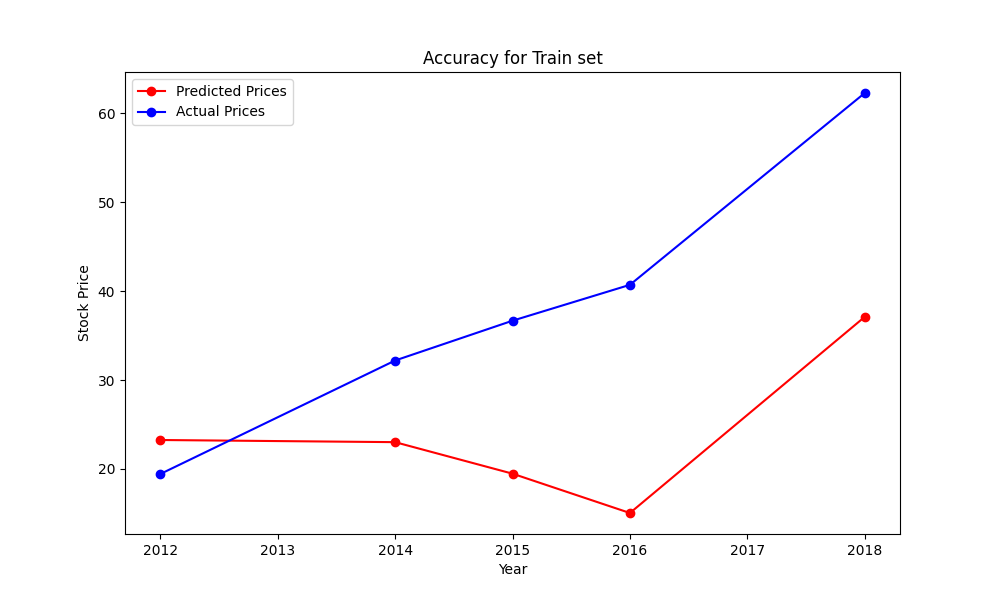 Accuracy for Train set
Predicted Prices
Actual Prices
60
50
40
30
20
Stock Price
2012 2013 2014 2015 2016 2017 2018
Year